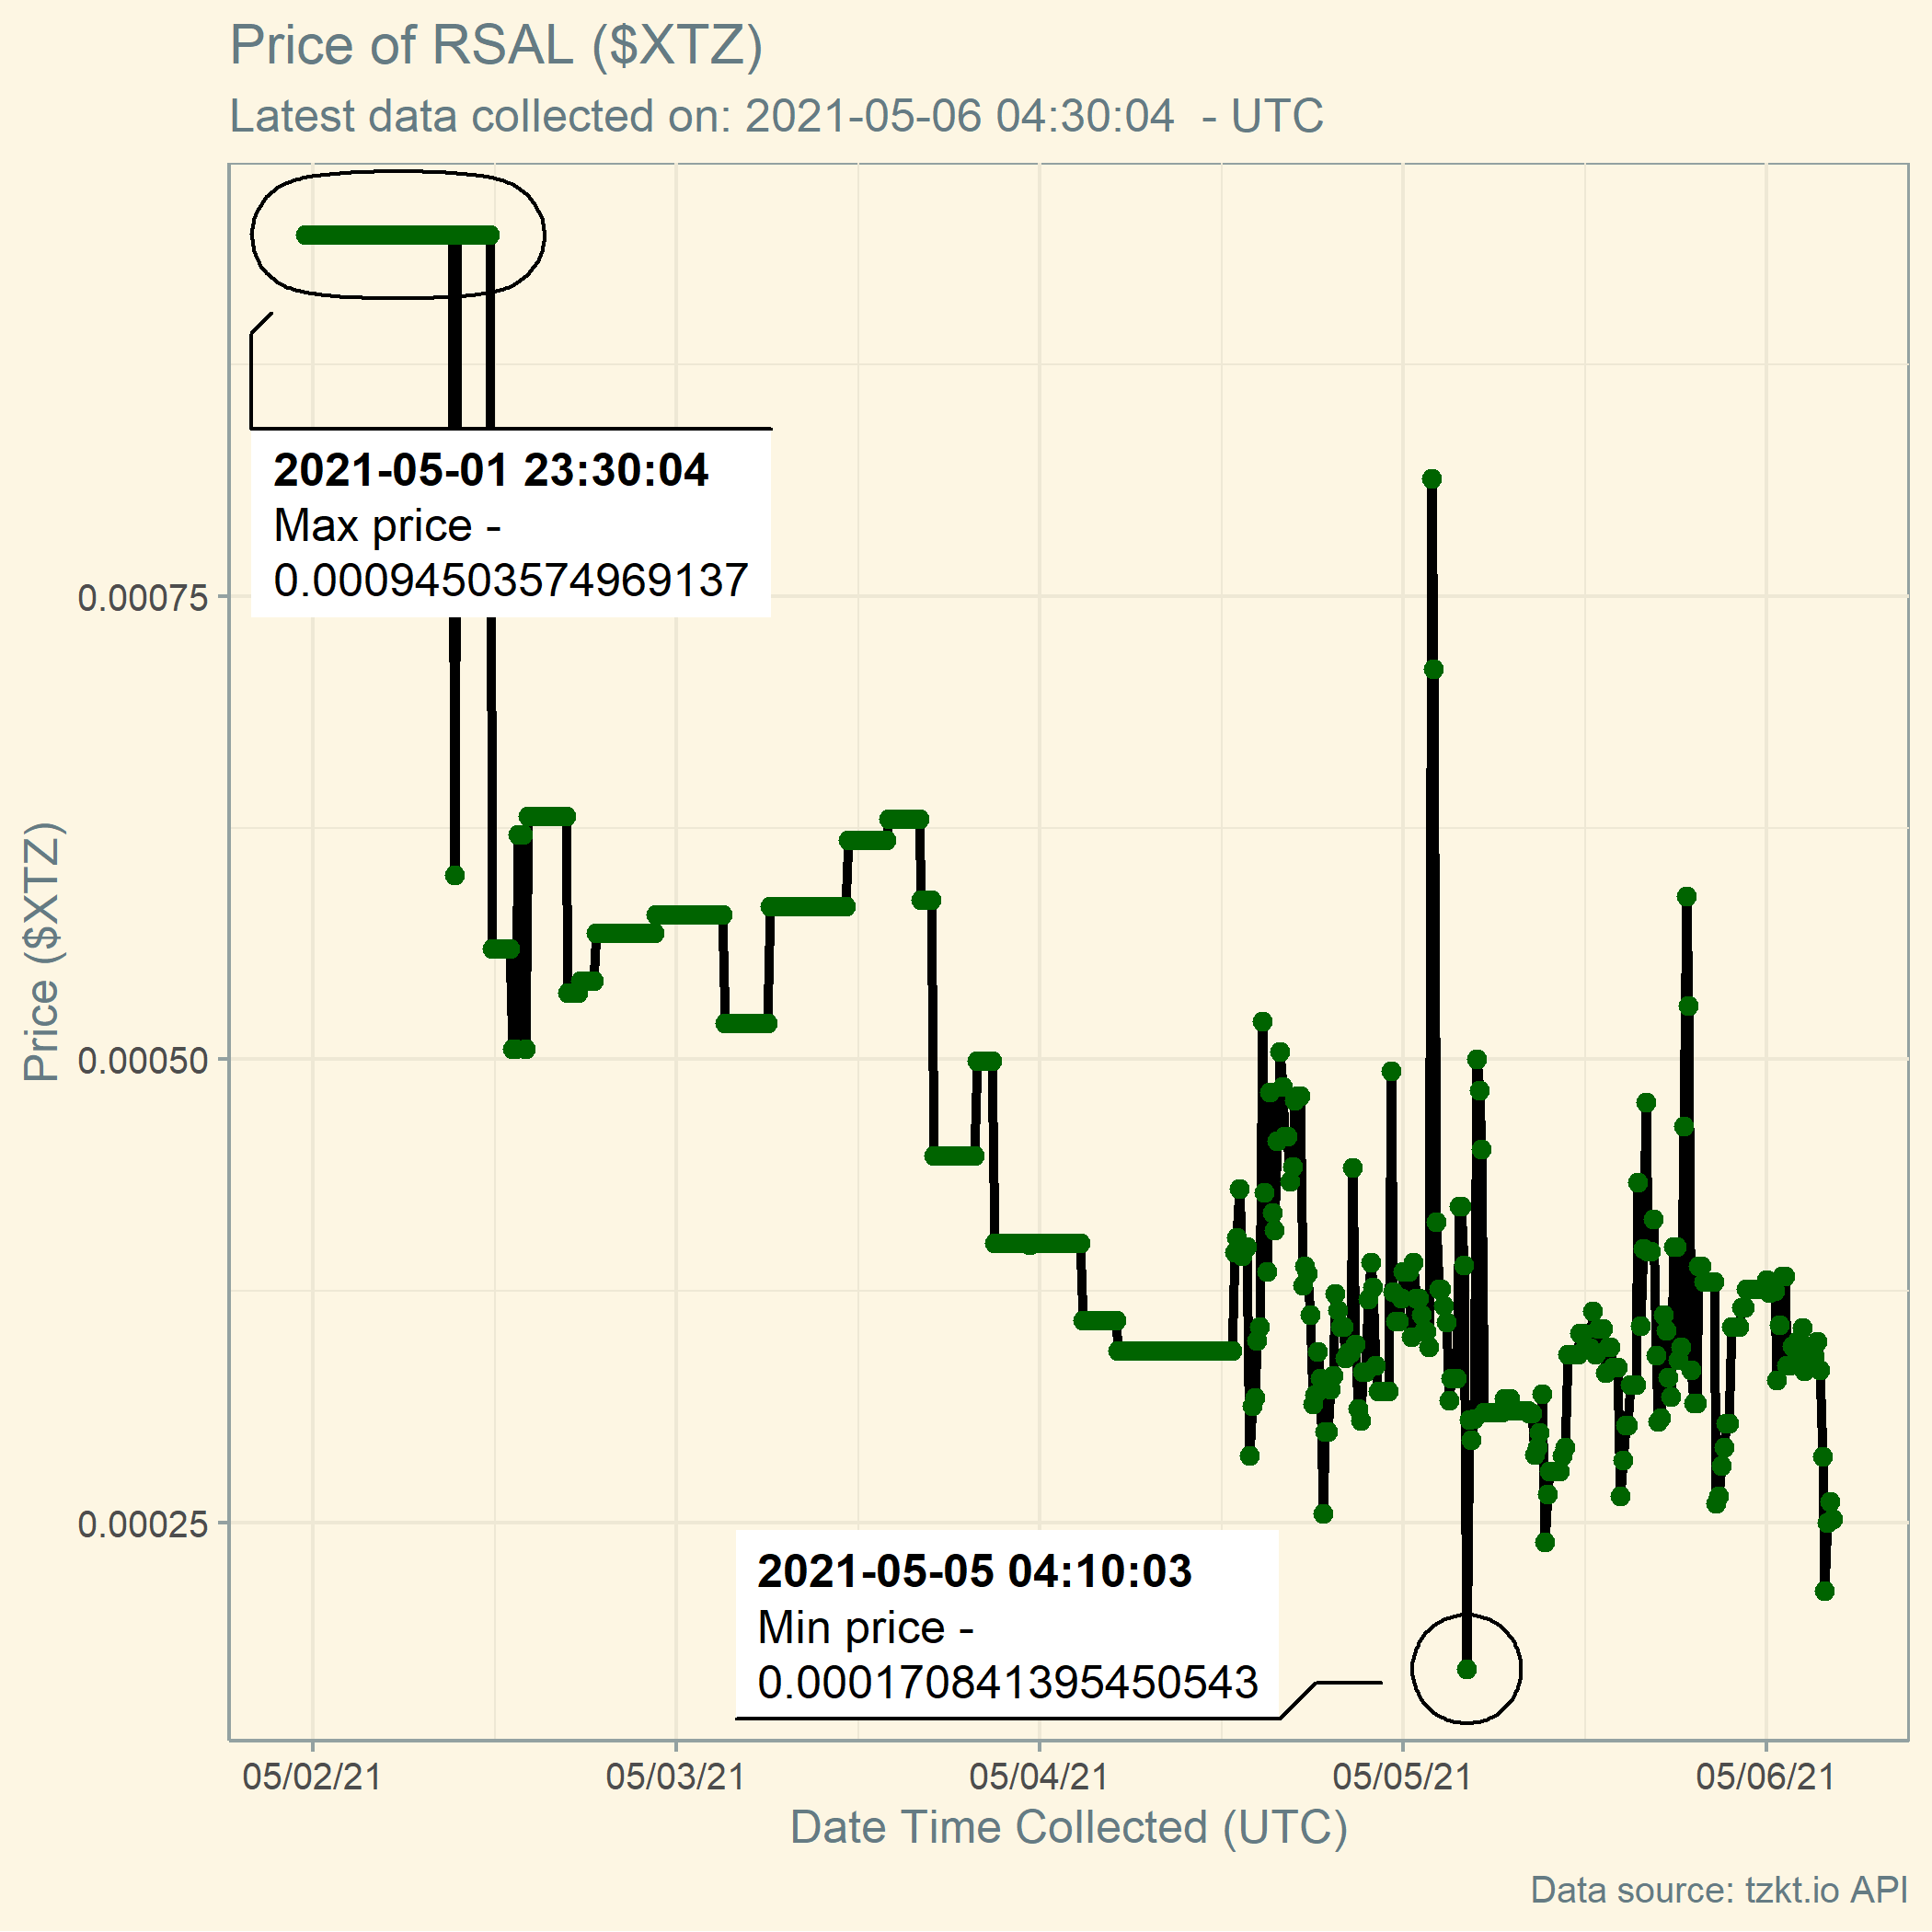 Price of RSAL ($XTZ)
Latest data collected on: 2021-05-06 04:30:04  - UTC
2021-05-01 23:30:04
Max price -
0.00094503574969137
0.00075
0.00050
0.00025
Price ($XTZ)
2021-05-05 04:10:03
Min price -
0.000170841395450543
05/02/21
05/03/21
05/04/21
05/05/21
05/06/21
Date Time Collected (UTC)
Data source: tzkt.io API